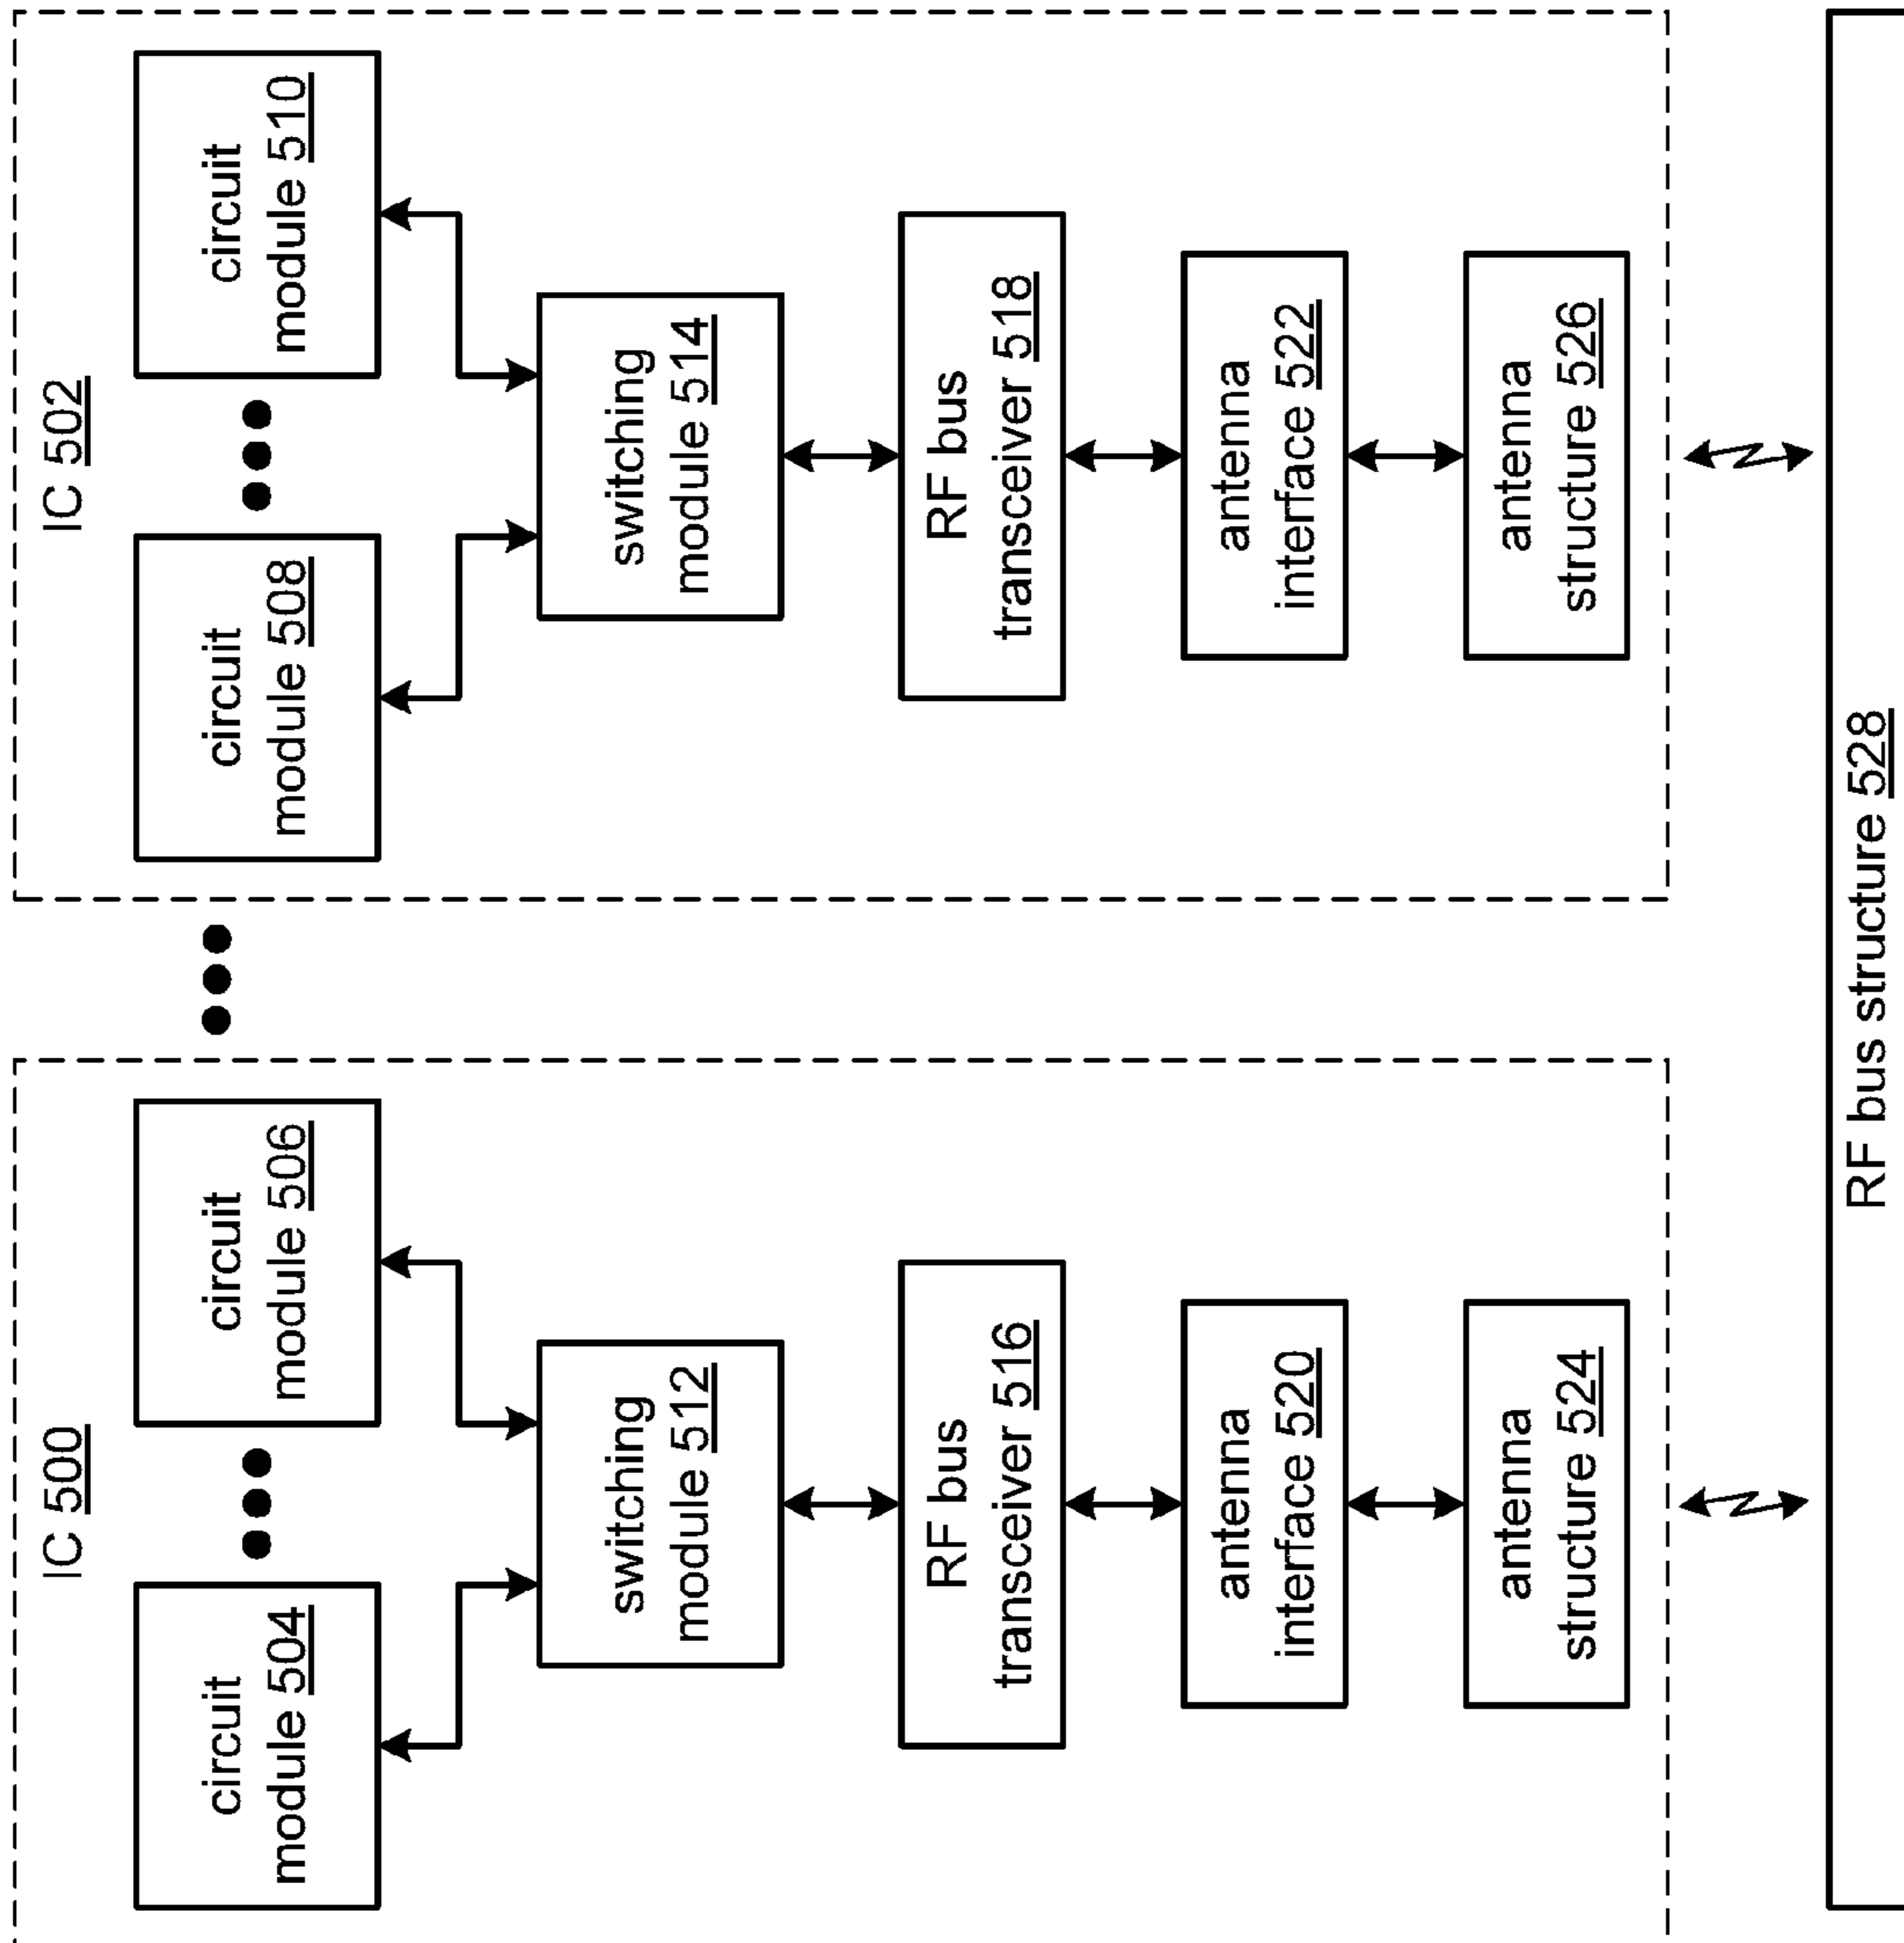 IC 500
circuit
module 504
circuit
module 506
switching
module 512
RF bus
transceiver 516
antenna
interface 520
antenna
structure 524
IC 502
circuit
module 508
circuit
module 510
switching
module 514
RF bus
transceiver 518
antenna
interface 522
antenna
structure 526
RF bus structure 528